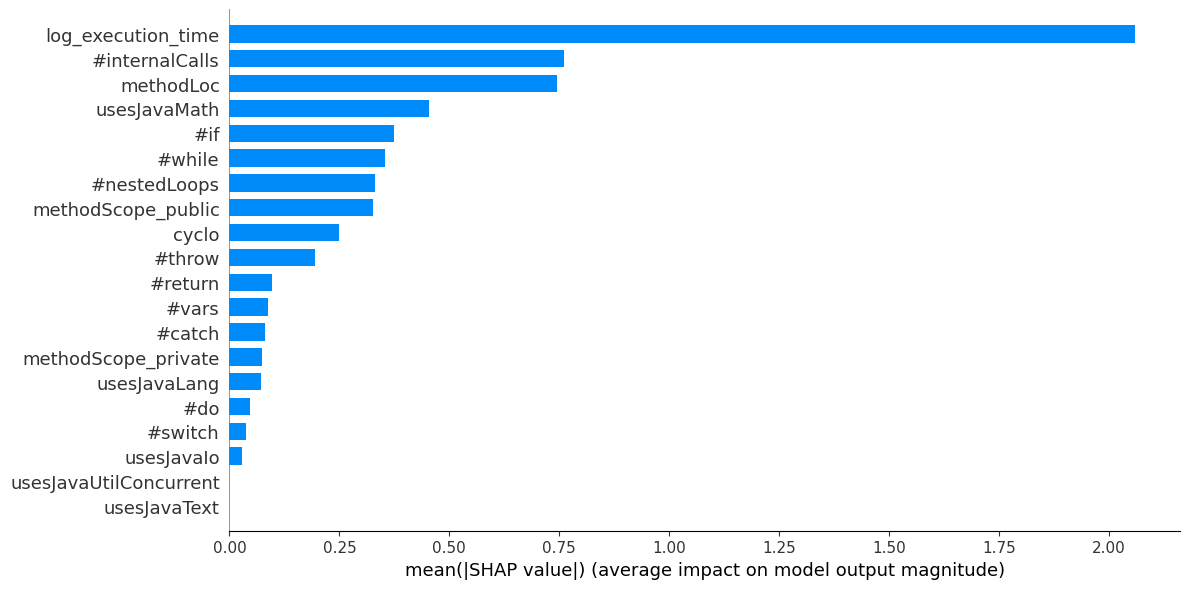 log_execution_time
#internalCalls
methodLoc
usesJavaMath
#if
#while
#nestedLoops
methodScope_public
cyclo
#throw
#return
#vars
#catch
methodScope_private
usesJavaLang
#do
#switch
usesJavaIo
usesJavaUtilConcurrent
usesJavaText
0.00 0.25 0.50 0.75 1.00 1.25 1.50 1.75 2.00
mean(|SHAP value|) (average impact on model output magnitude)